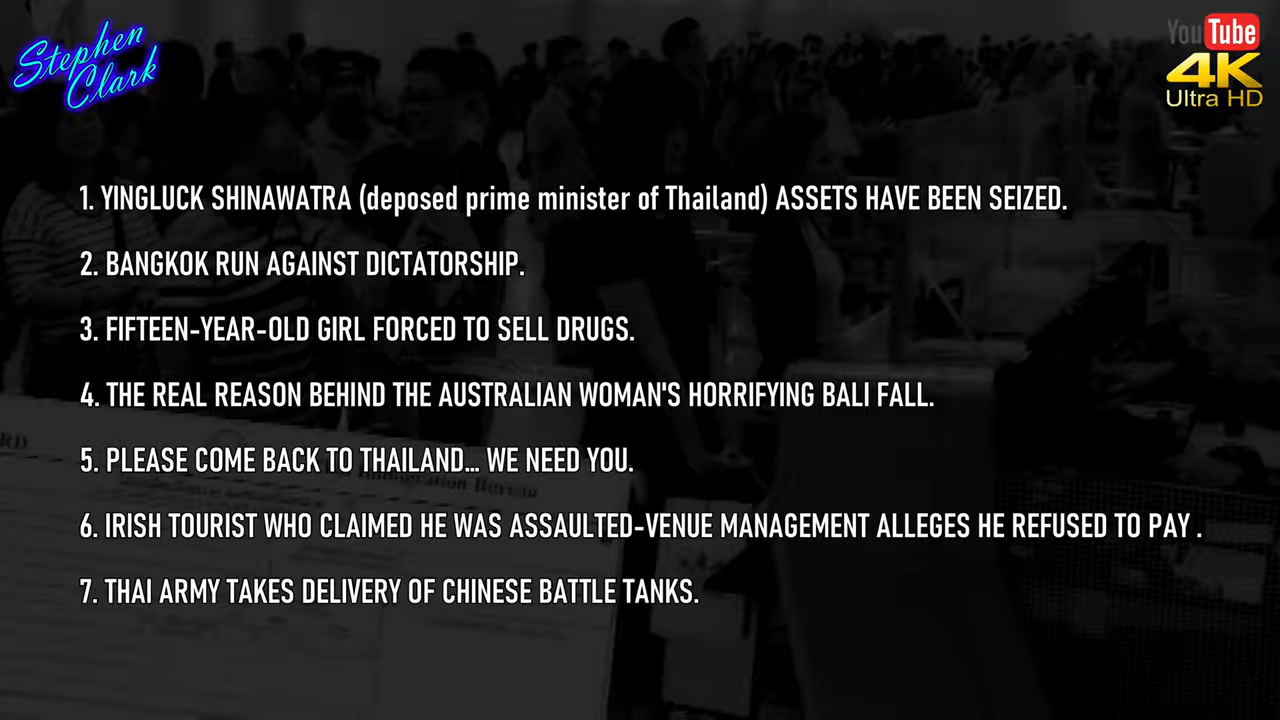 Stephen
Clark
YouTube
4K
Ultra HD
1. YINGLUCK SHINAWATRA (deposed prime minister of Thailand) ASSETS HAVE BEEN SEIZED.
2. BANGKOK RUN AGAINST DICTATORSHIP.
3. FIFTEEN-YEAR-OLD GIRL FORCED TO SELL DRUGS.
4. THE REAL REASON BEHIND THE AUSTRALIAN WOMAN'S HORRIFYING BALI FALL.
5. PLEASE COME BACK TO THAILAND... WE NEED YOU.
6. IRISH TOURIST WHO CLAIMED HE WAS ASSAULTED-VENUE MANAGEMENT ALLEGES HE REFUSED TO PAY .
7. THAI ARMY TAKES DELIVERY OF CHINESE BATTLE TANKS.